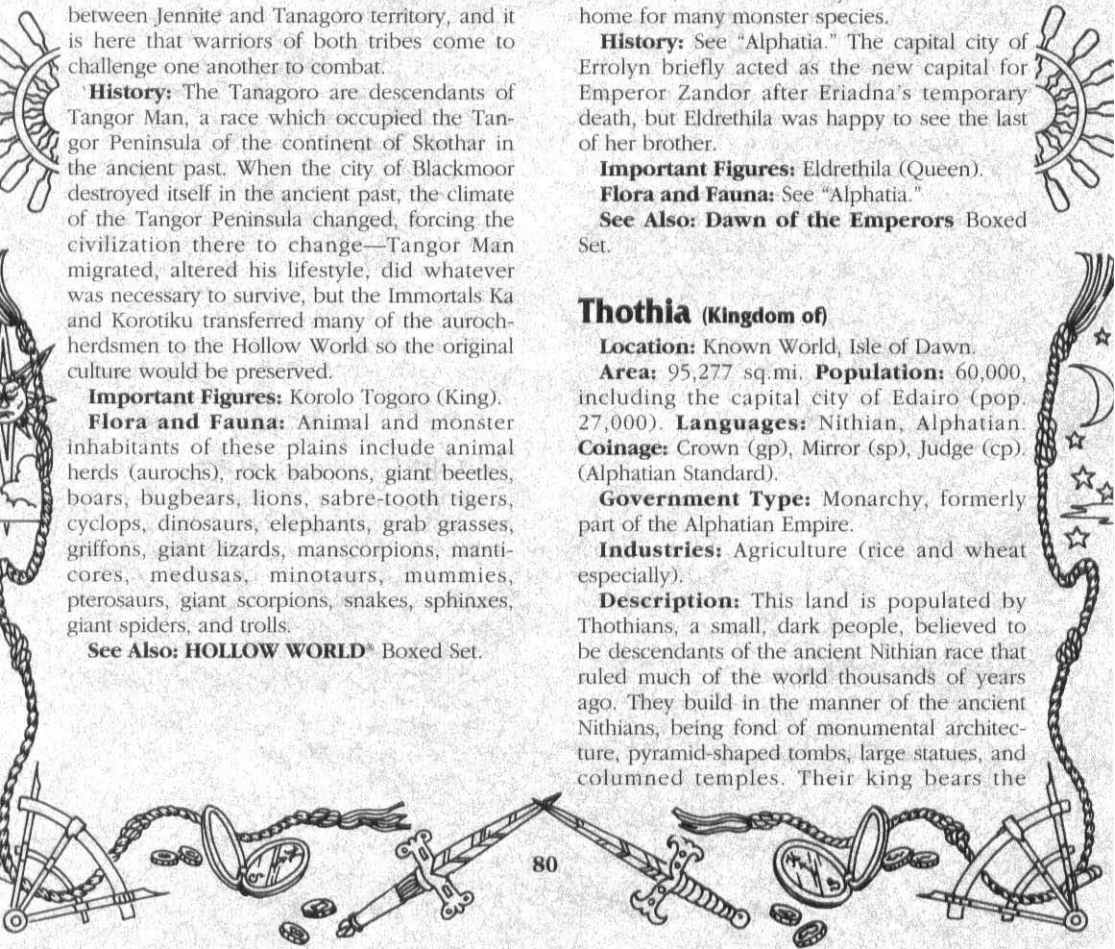 between Jennite and Tanagoro territory, and it
is here that warriors of both tribes come to
challenge one another to combat.
History: The Tanagoro are descendants of
Tangor Man, a race which occupied the Tan-
gor Peninsula of the continent of Skothar in
the ancient past. When the city of Blackmoor
destroyed itself in the ancient past, the climate
of the Tangor Peninsula changed, forcing the
civilization there to change—Tangor Man
migrated, altered his lifestyle, did whatever
was necessary to survive, but the Immortals Ka
and Korotiku transferred many of the auroch-
herdsmen to the Hollow World so the original
culture would be preserved.
Important Figures: Korolo Togoro (King).
Flora and Fauna: Animal and monster
inhabitants of these plains include animal
herds (aurochs), rock baboons, giant beetles,
boars, bugbears, lions, sabre-tooth tigers,
cyclops, dinosaurs, elephants, grab grasses,
griffons, giant lizards, manscorpions, manti-
cores, medusas, minotaurs, mummies,
pterosaurs, giant scorpions, snakes, sphinxes,
giant spiders, and trolls.
See Also: HOLLOW WORLD® Boxed Set.
home for many monster species.
History: See “Alphatia.” The capital city of
Errolyn briefly acted as the new capital for
Emperor Zandor after Eriadna's temporary
death, but Eldrethila was happy to see the last
of her brother.
Important Figures: Eldrethila (Queen).
Flora and Fauna: See “Alphatia.”
See Also: Dawn of the Emperors Boxed
Set.
Thothia (Kingdom of)
Location: Known World, Isle of Dawn.
Area: 95,277 sq.mi. Population: 60,000,
including the capital city of Edairo (pop.
27,000). Languages: Nithian, Alphatian.
Coinage: Crown (gp), Mirror (sp), Judge (cp).
(Alphatian Standard).
Government Type: Monarchy, formerly
part of the Alphatian Empire.
Industries: Agriculture (rice and wheat
especially).
Description: This land is populated by
Thothians, a small, dark people, believed to
be descendants of the ancient Nithian race that
ruled much of the world thousands of years
ago. They build in the manner of the ancient
Nithians, being fond of monumental architec-
ture, pyramid-shaped tombs, large statues, and
columned temples. Their king bears the
80